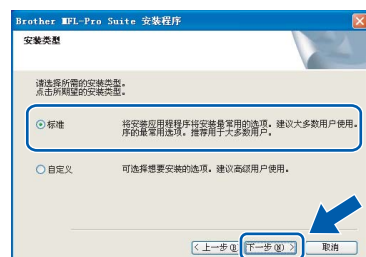 Brother MFL-Pro Suite 安装程序
安装类型
请选择所需的安装类型。
点击所期望的安装类型。
标准
将安装应用程程序将安装最常用的选项。建议大多数用户使用。
序的最常用选项。推荐用于大多数用户。
自定义
可选择想要安装的选项。建议高级用户使用。
< 上一步(B)
下一步(N) >
取消